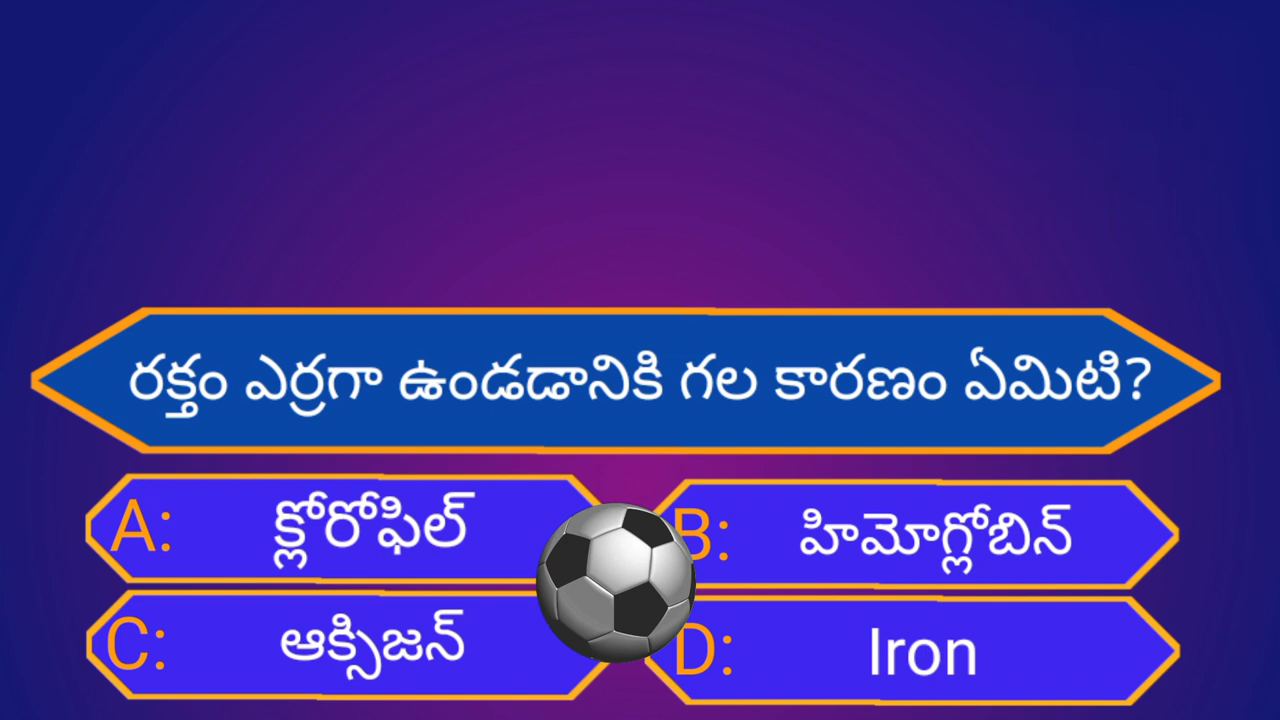 రక్తం ఎర్రగా ఉండడానికి గల కారణం ఏమిటి?
A: క్లోరోఫిల్
B: హిమోగ్లోబిన్
C: ఆక్సిజన్
D: Iron